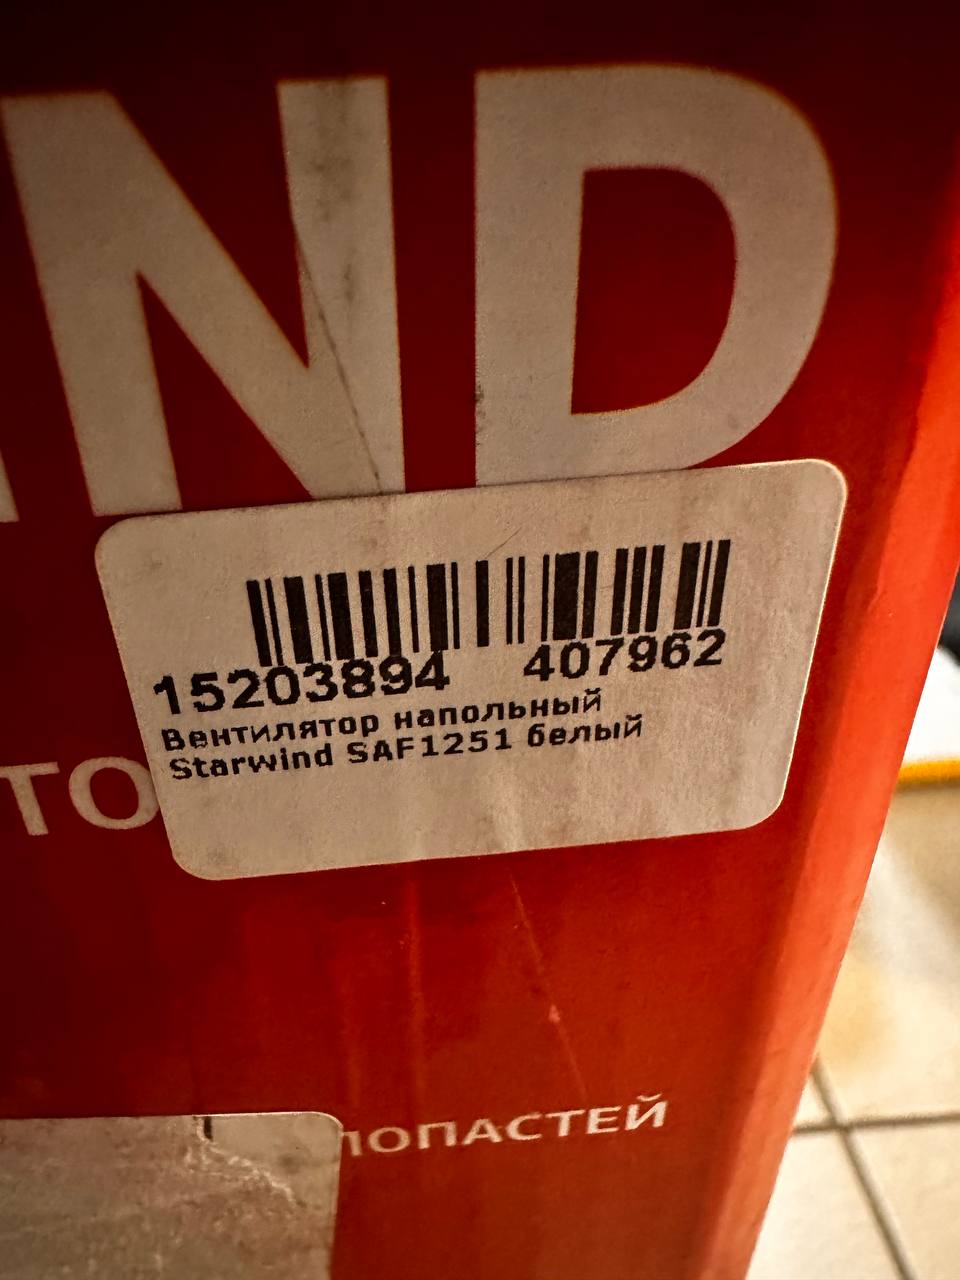 ND
15203894 407962
Вентилятор напольный
Starwind SAF1251 белый
ТО
ЛОПАСТЕЙ